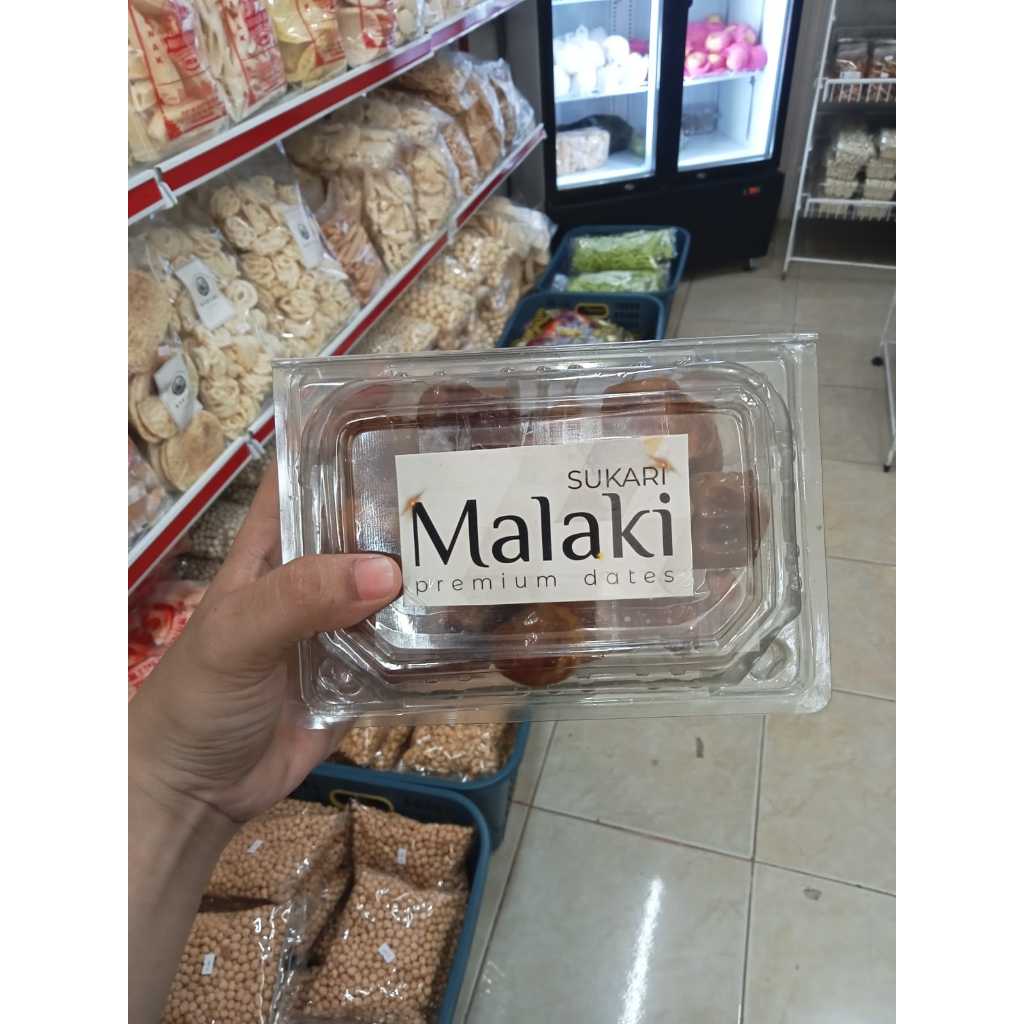 SUKARI
Malaki
premium dates